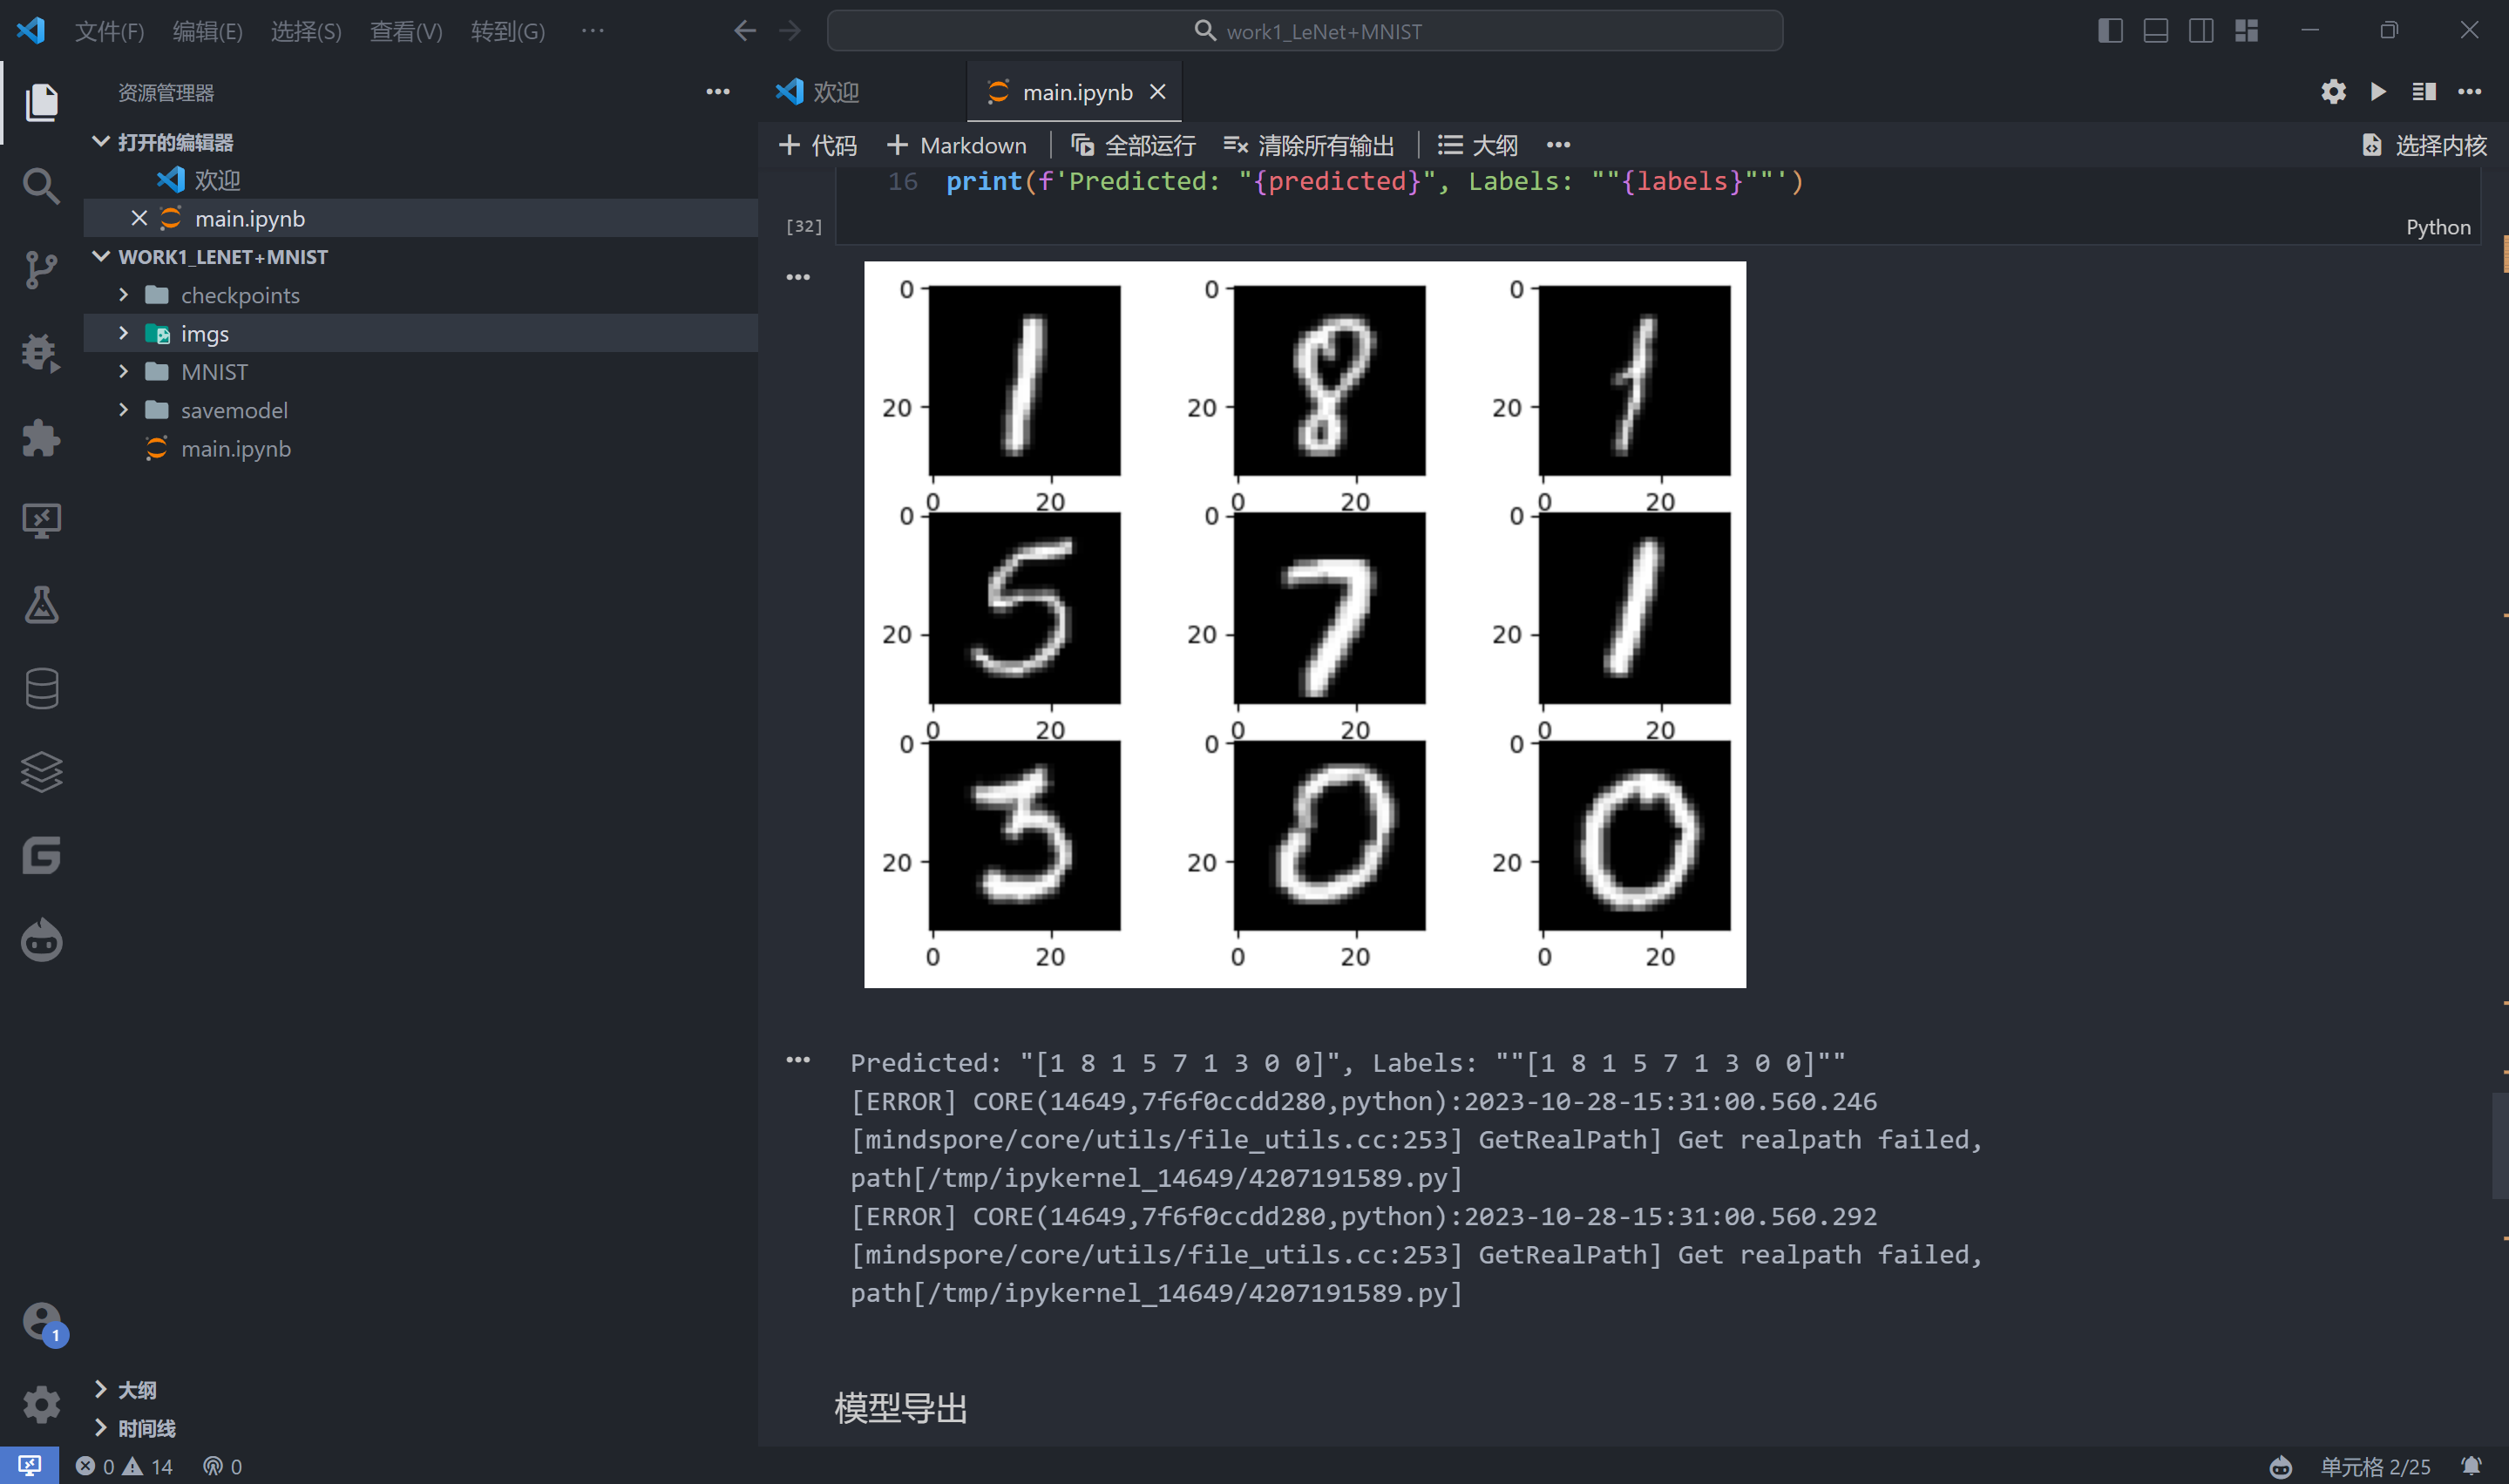 文件(F) 编辑(E) 选择(S) 查看(V) 转到(G) ···
work1_LeNet+MNIST
资源管理器
打开的编辑器
欢迎
main.ipynb
WORK1_LENET+MNIST
checkpoints
imgs
MNIST
savemodel
main.ipynb
大纲
时间线
1
欢迎
main.ipynb
代码 Markdown 全部运行 清除所有输出 大纲
选择内核
16 print(f'Predicted: "{predicted}", Labels: ""{labels}""')
[32]
Python
0 0 0
20 20 20
0 20 0 20 0 20
0 0 0
20 20 20
0 20 0 20 0 20
0 0 0
20 20 20
0 20 0 20 0 20
1 8 1
5 7 1
3 0 0
Predicted: "[1 8 1 5 7 1 3 0 0]", Labels: ""[1 8 1 5 7 1 3 0 0]""
[ERROR] CORE(14649,7f6f0ccdd280,python):2023-10-28-15:31:00.560.246
[mindspore/core/utils/file_utils.cc:253] GetRealPath] Get realpath failed,
path[/tmp/ipykernel_14649/4207191589.py]
[ERROR] CORE(14649,7f6f0ccdd280,python):2023-10-28-15:31:00.560.292
[mindspore/core/utils/file_utils.cc:253] GetRealPath] Get realpath failed,
path[/tmp/ipykernel_14649/4207191589.py]
模型导出
0 14 0
单元格 2/25